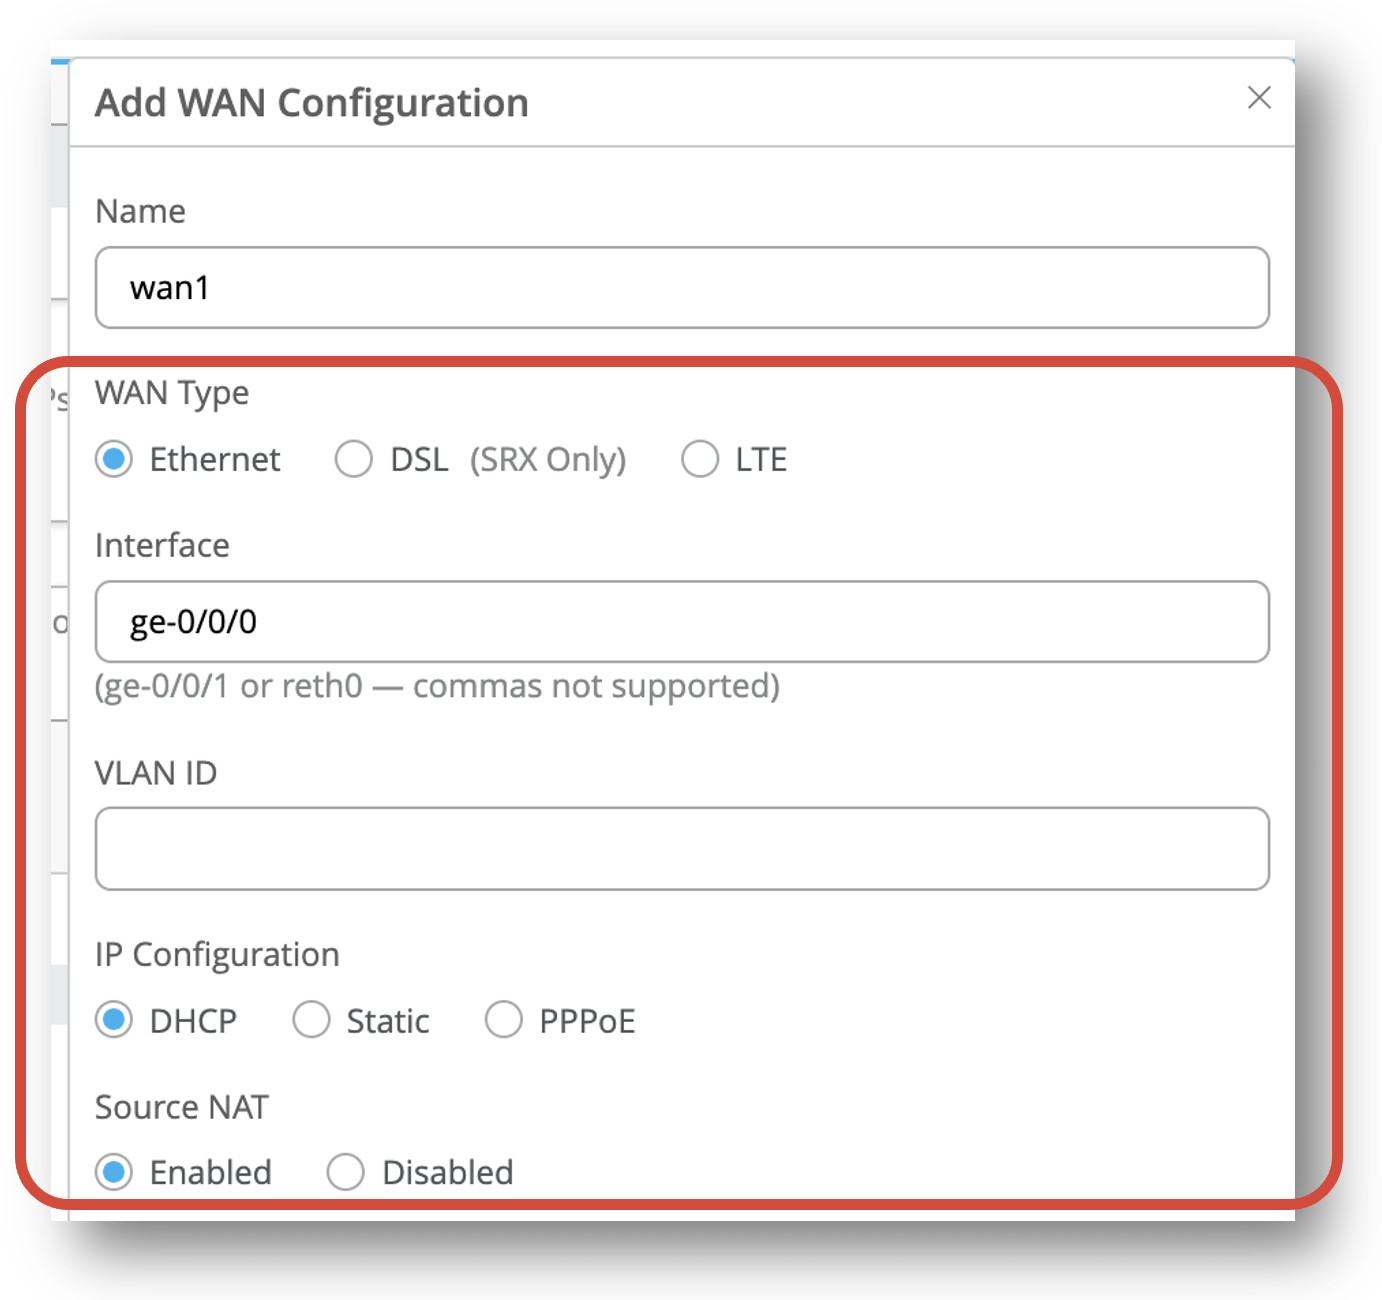 Add WAN Configuration
Name
wan1
WAN Type
Ethernet DSL (SRX Only) LTE
Interface
ge-0/0/0
(ge-0/0/1 or reth0 — commas not supported)
VLAN ID
IP Configuration
DHCP Static PPPoE
Source NAT
Enabled Disabled